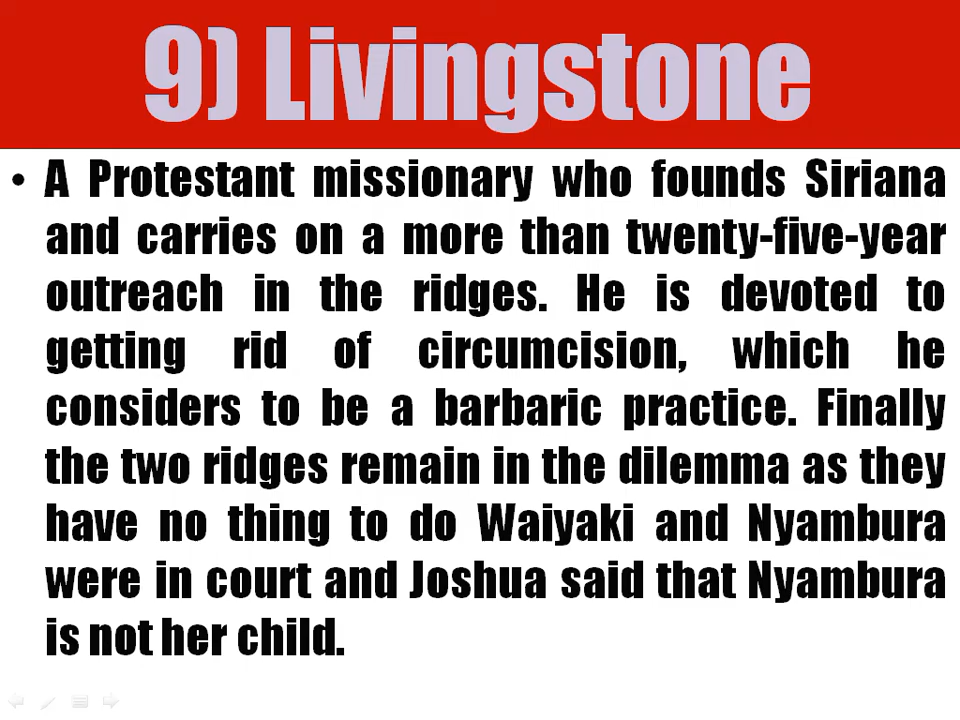 9) Livingstone
• A Protestant missionary who founds Siriana
and carries on a more than twenty-five-year
outreach in the ridges. He is devoted to
getting rid of circumcision, which he
considers to be a barbaric practice. Finally
the two ridges remain in the dilemma as they
have no thing to do Waiyaki and Nyambura
were in court and Joshua said that Nyambura
is not her child.